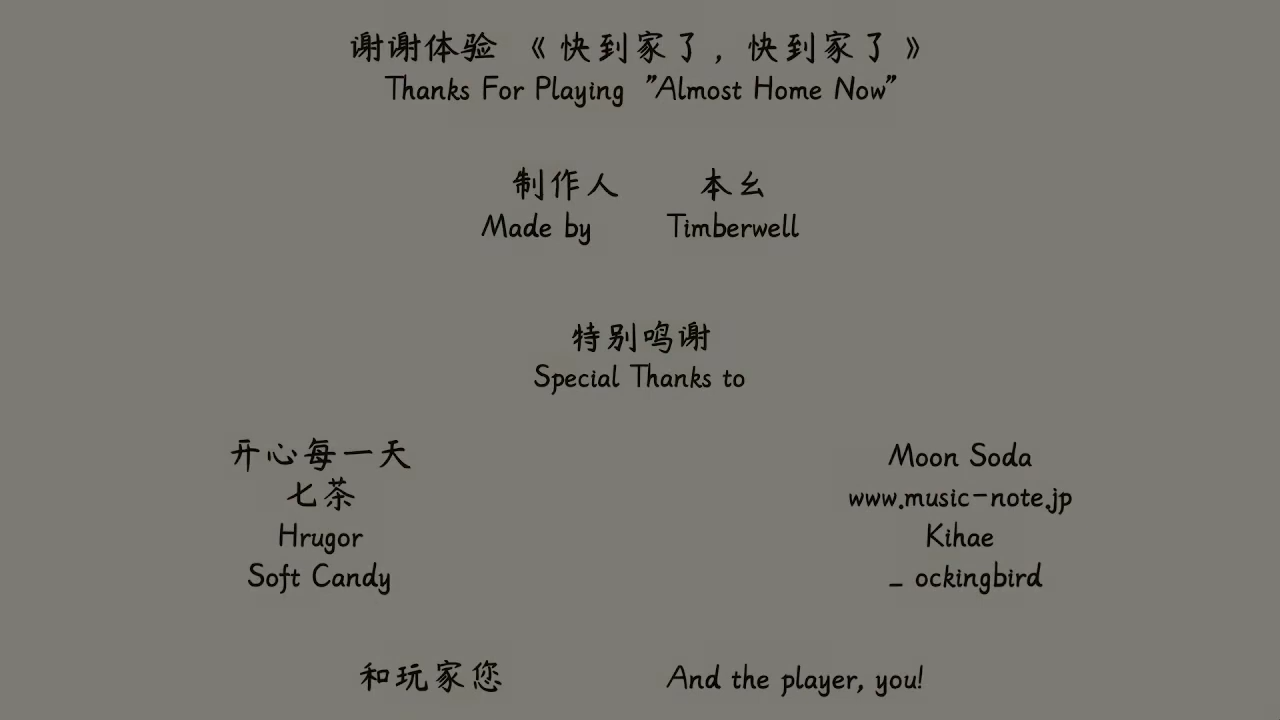 谢谢体验 《快到家了，快到家了》
Thanks For Playing "Almost Home Now"
制作人 本幺
Made by Timberwell
特别鸣谢
Special Thanks to
开心每一天
七茶
Hrugor
Soft Candy
Moon Soda
www.music-note.jp
Kihae
_ ockingbird
和玩家您 And the player, you!